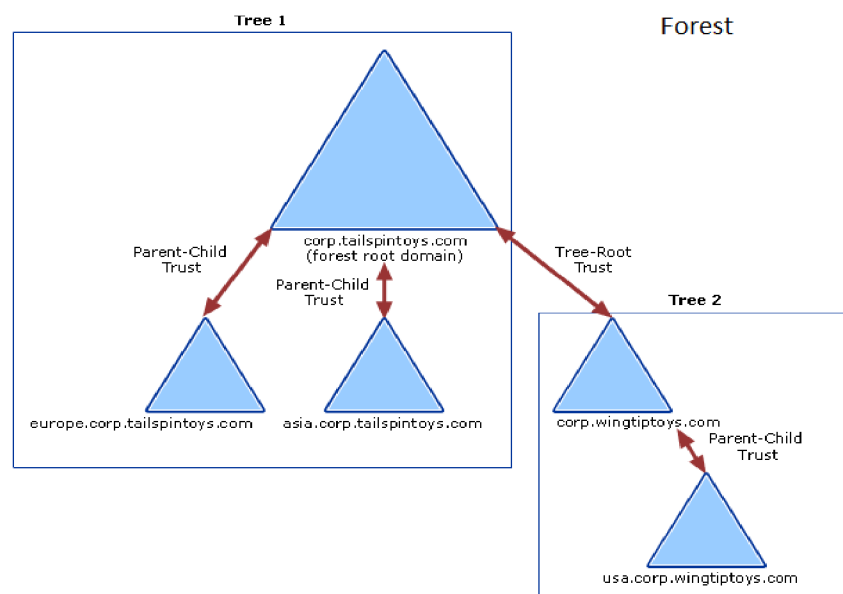 Tree 1
Forest
corp.tailspintoys.com
(forest root domain)
Parent-Child
Trust
Parent-Child
Trust
Tree-Root
Trust
Tree 2
europe.corp.tailspintoys.com
asia.corp.tailspintoys.com
corp.wingtiptoys.com
Parent-Child
Trust
usa.corp.wingtiptoys.com